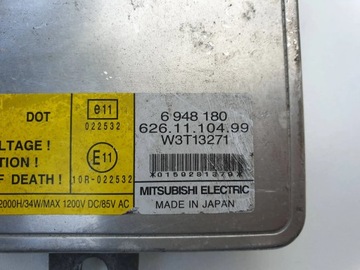 DOT
e11
022532
6 948 180
626.11.104.99
W3T13271
LTAGE !
TION !
F DEATH !
E11
10R-022532
MITSUBISHI ELECTRIC
2000H/34W/MAX 1200V DC/85V AC
MADE IN JAPAN